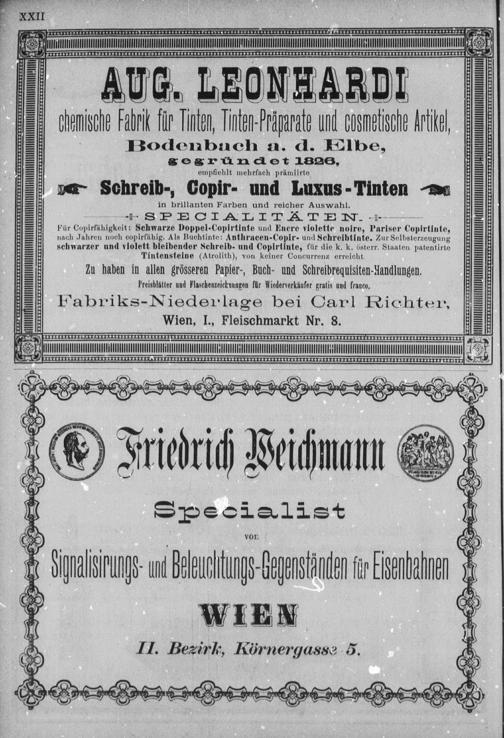 XXII
AUG. LEONHARDI
chemische Fabrik für Tinten, Tinten-Präparate und cosmetische Artikel,
Bodenbach a. d. Elbe,
gegründet 1826,
empfiehlt mehrfach prämiirte
Schreib-, Copir- und Luxus-Tinten
in brillanten Farben und reicher Auswahl.
SPECIALITÄTEN.
Für Copirfähigkeit: Schwarze Doppel-Copirtinte und Encre violette noire, Pariser Copirtinte,
nach Jahren noch copirfähig. Als Buchtinte: Anthracen-Copir- und Schreibtinte. Zur Selbsterzeugung
schwarzer und violett bleibender Schreib- und Copirtinte, für die k. k. österr. Staaten patentirte
Tintensteine (Atrolith), von keiner Concurrenz erreicht
Zu haben in allen grösseren Papier-, Buch- und Schreibrequisiten-Handlungen.
Preisblätter und Flaschenzeichnungen für Wiederverkäufer gratis und franco.
Fabriks-Niederlage bei Carl Richter,
Wien, I., Fleischmarkt Nr. 8.
Friedrich Weichmann
Specialist
von
Signalisirungs- und Beleuchtungs-Gegenständen für Eisenbahnen
WIEN
II. Bezirk, Körnergasse 5.